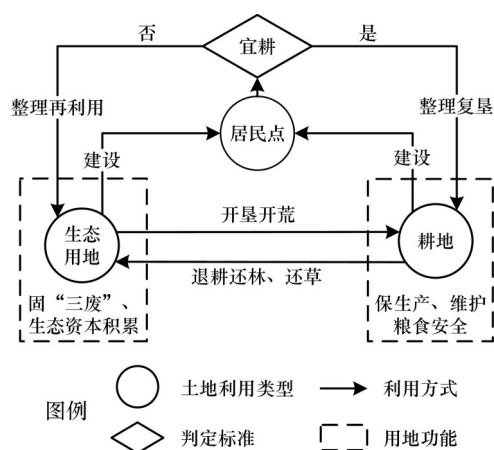 否
宜耕
是
整理再利用
整理复垦
居民点
建设
建设
生态
用地
开垦开荒
耕地
退耕还林、还草
固“三废”、
生态资本积累
保生产、维护
粮食安全
图例
土地利用类型
利用方式
判定标准
用地功能